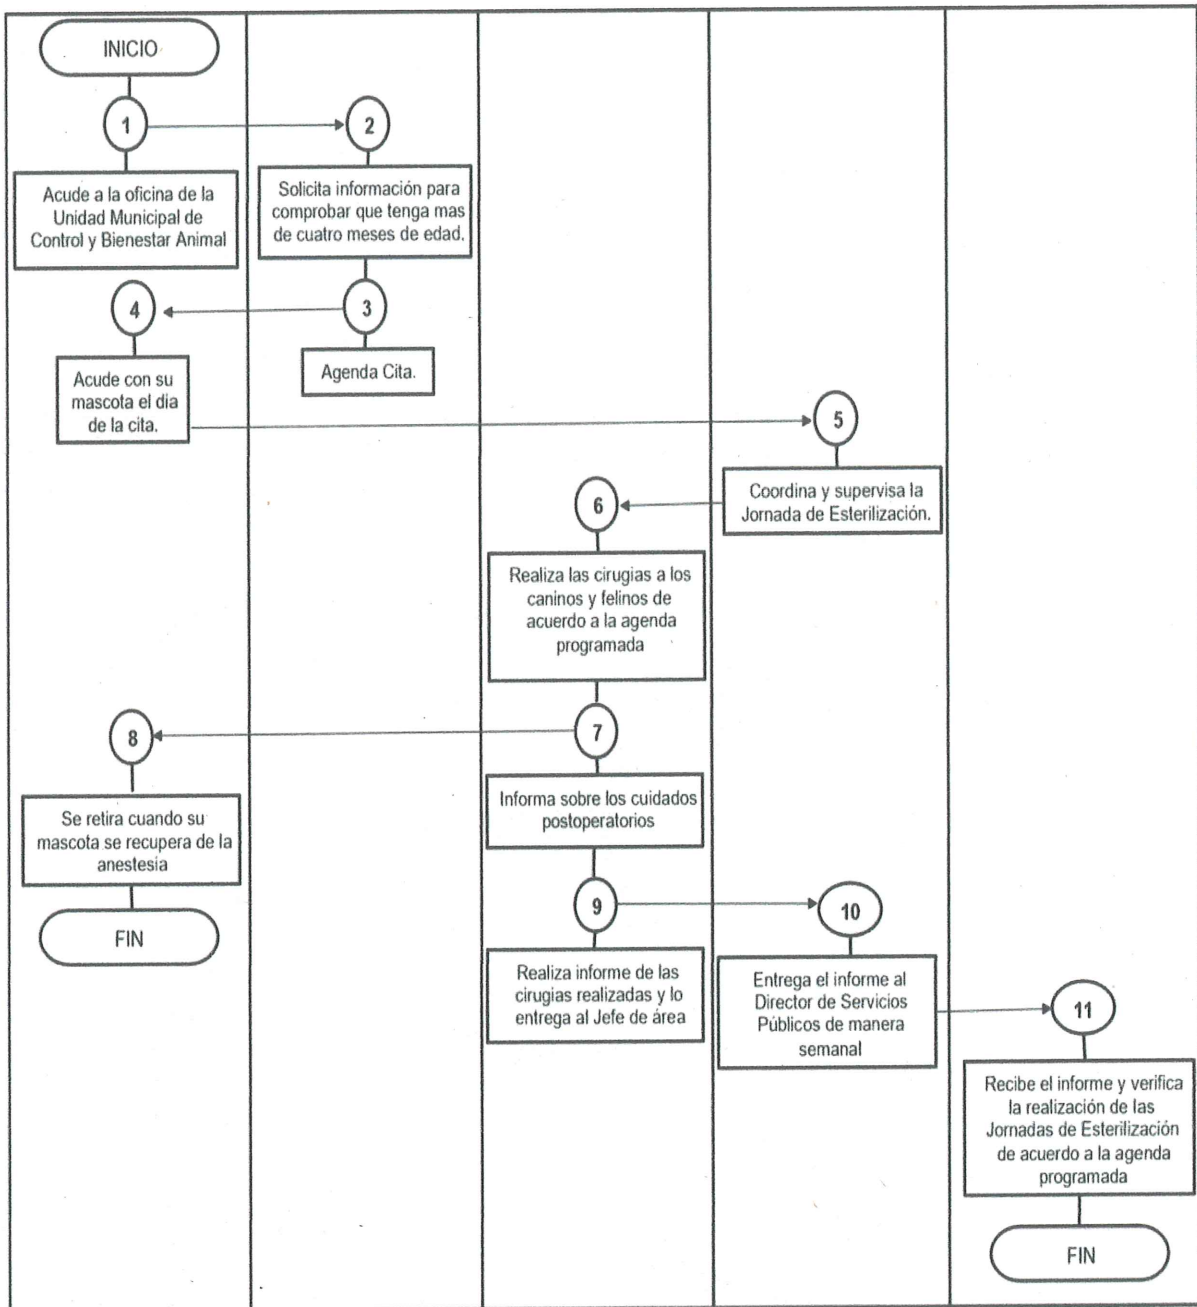 INICIO
1
2
Acude a la oficina de la
Unidad Municipal de
Control y Bienestar Animal
Solicita información para
comprobar que tenga mas
de cuatro meses de edad.
4
3
Acude con su
mascota el dia
de la cita.
Agenda Cita.
5
Coordina y supervisa la
Jornada de Esterilización.
6
Realiza las cirugias a los
caninos y felinos de
acuerdo a la agenda
programada
8
7
Se retira cuando su
mascota se recupera de la
anestesia
Informa sobre los cuidados
postoperatorios
FIN
9
10
Realiza informe de las
cirugias realizadas y lo
entrega al Jefe de área
Entrega el informe al
Director de Servicios
Públicos de manera
semanal
11
Recibe el informe y verifica
la realización de las
Jornadas de Esterilización
de acuerdo a la agenda
programada
FIN